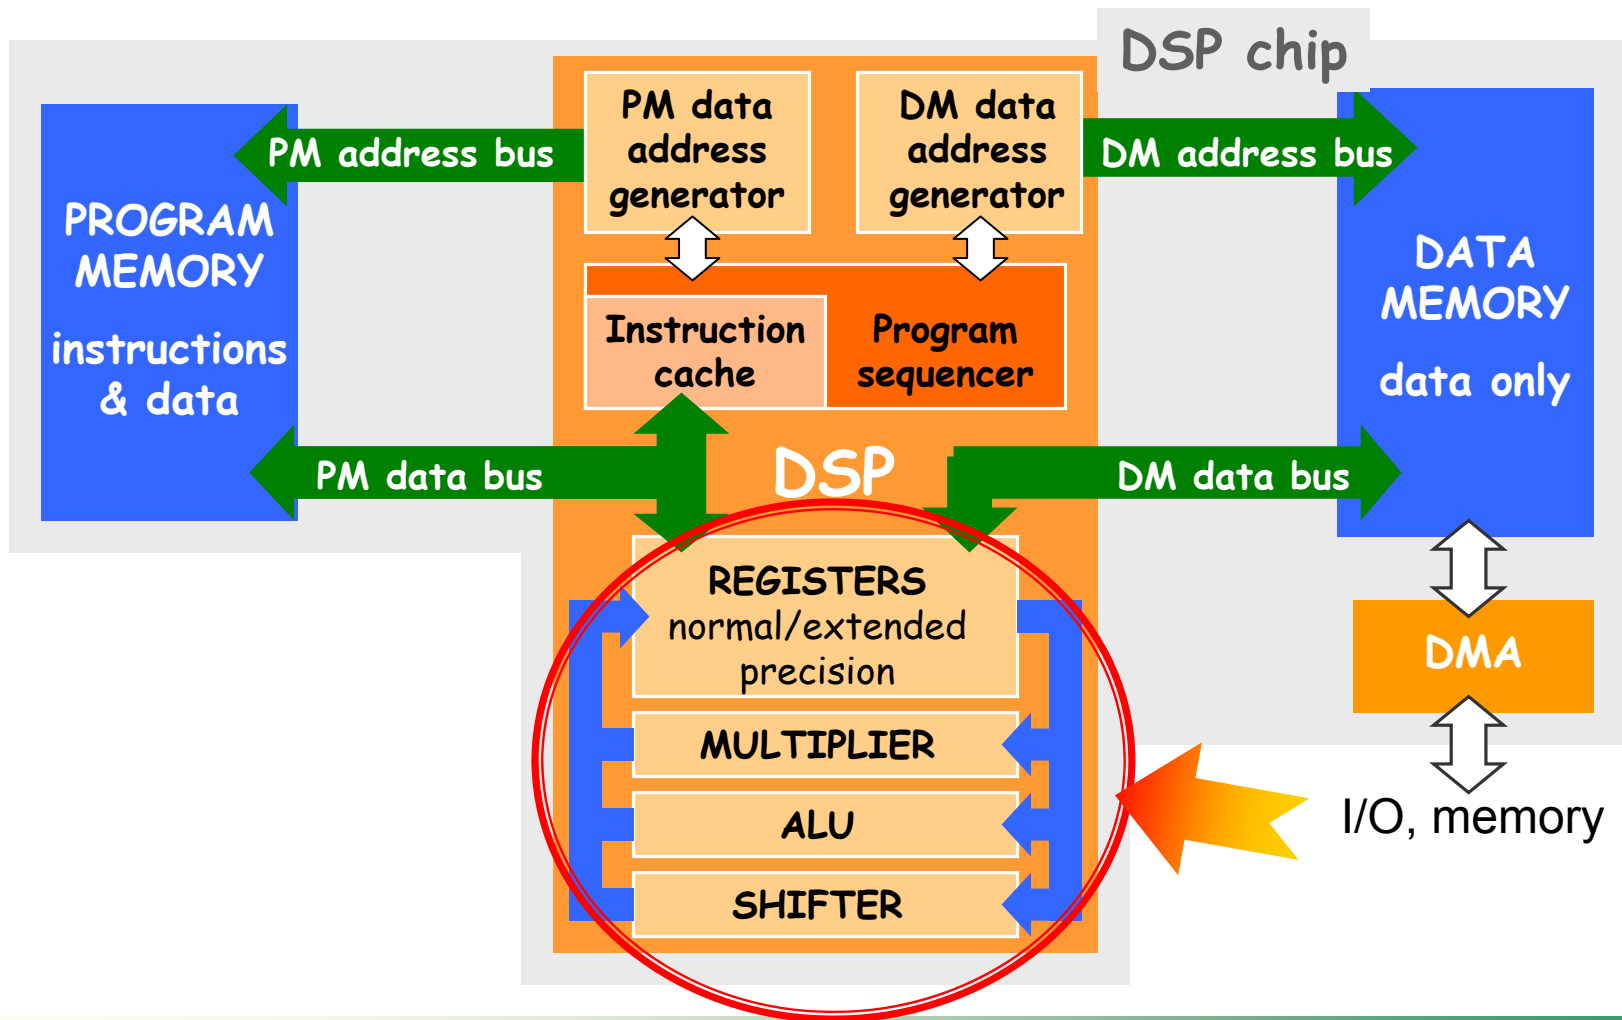 DSP chip
PM data
address
generator
DM data
address
generator
PM address bus
DM address bus
PROGRAM
MEMORY
instructions
& data
DATA
MEMORY
data only
Instruction
cache
Program
sequencer
PM data bus
DSP
DM data bus
REGISTERS
normal/extended
precision
MULTIPLIER
ALU
SHIFTER
DMA
I/O, memory